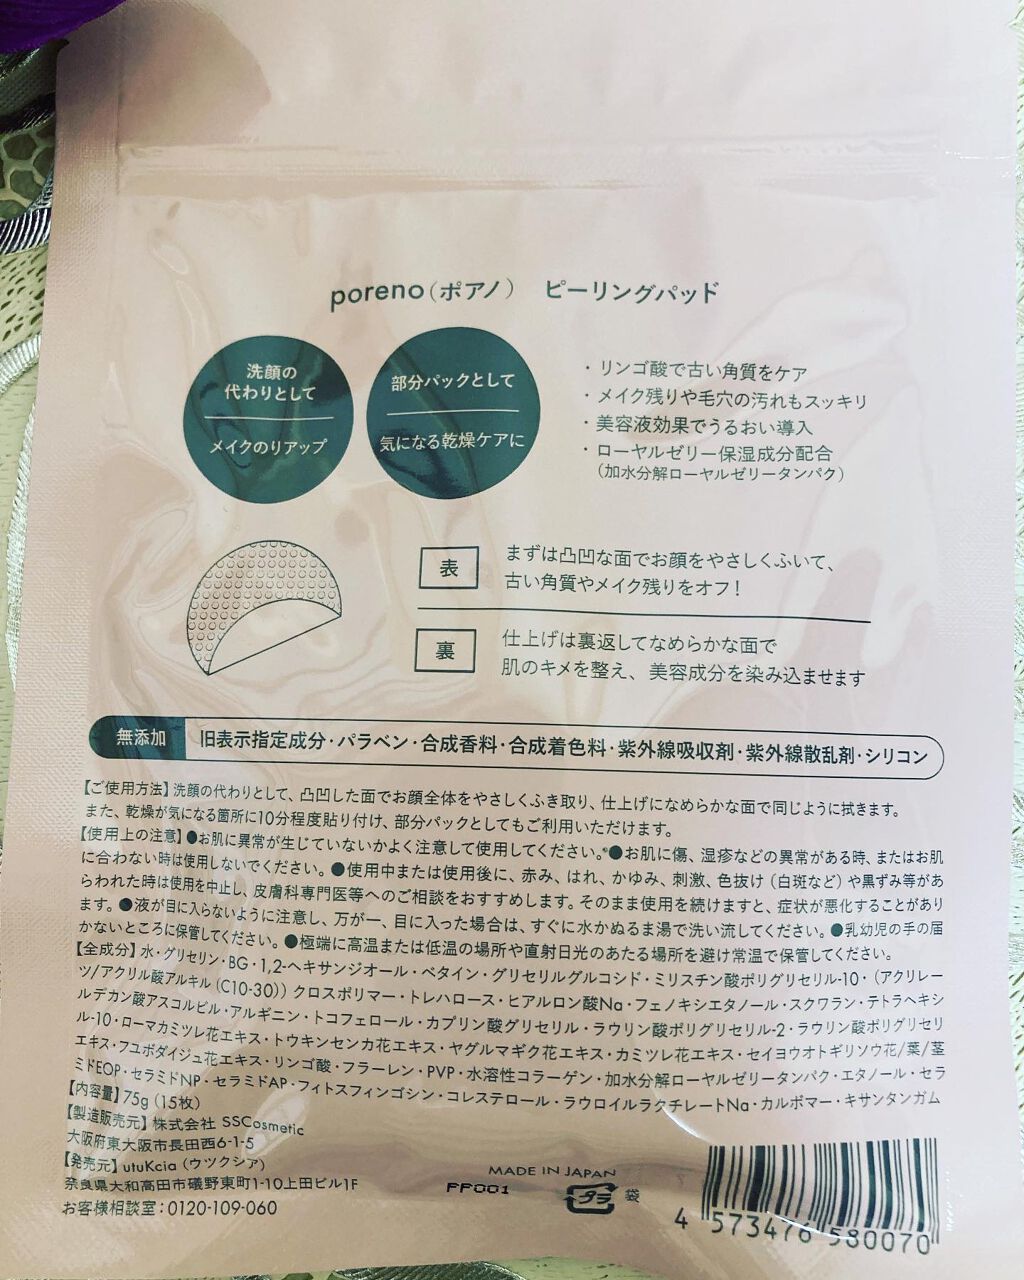 poreno（ポアノ） ピーリングパッド
洗顔の
代わりとして
メイクのりアップ
部分パックとして
気になる乾燥ケアに
・リンゴ酸で古い角質をケア
・メイク残りや毛穴の汚れもスッキリ
・美容液効果でうるおい導入
・ローヤルゼリー保湿成分配合
（加水分解ローヤルゼリータンパク）
表
まずは凸凹な面でお顔をやさしくふいて、
古い角質やメイク残りをオフ！
裏
仕上げは裏返してなめらかな面で
肌のキメを整え、美容成分を染み込ませます
無添加 旧表示指定成分・パラベン・合成香料・合成着色料・紫外線吸収剤・紫外線散乱剤・シリコン
【ご使用方法】洗顔の代わりとして、凸凹した面でお顔全体をやさしくふき取り、仕上げになめらかな面で同じように拭きます。
また、乾燥が気になる箇所に10分程度貼り付け、部分パックとしてもご利用いただけます。
【使用上の注意】●お肌に異常が生じていないかよく注意して使用してください。●お肌に傷、湿疹などの異常がある時、またはお肌
に合わない時は使用しないでください。●使用中または使用後に、赤み、はれ、かゆみ、刺激、色抜け（白斑など）や黒ずみ等があ
らわれた時は使用を中止し、皮膚科専門医等へのご相談をおすすめします。そのまま使用を続けますと、症状が悪化することがあり
ます。●液が目に入らないように注意し、万が一、目に入った場合は、すぐに水かぬるま湯で洗い流してください。●乳幼児の手の届
かないところに保管してください。●極端に高温または低温の場所や直射日光のあたる場所を避け常温で保管してください。
【全成分】水・グリセリン・BG・1,2-ヘキサンジオール・ベタイン・グリセリルグルコシド・ミリスチン酸ポリグリセリル-10・（アクリレー
ツ/アクリル酸アルキル（C10-30））クロスポリマー・トレハロース・ヒアルロン酸Na・フェノキシエタノール・スクワラン・テトラヘキシ
ルデカン酸アスコルビル・アルギニン・トコフェロール・カプリン酸グリセリル・ラウリン酸ポリグリセリル-2・ラウリン酸ポリグリセリ
ル-10・ローマカミツレ花エキス・トウキンセンカ花エキス・ヤグルマギク花エキス・カミツレ花エキス・セイヨウオトギリソウ花/葉/茎
エキス・フユボダイジュ花エキス・リンゴ酸・フラーレン・PVP・水溶性コラーゲン・加水分解ローヤルゼリータンパク・エタノール・セラ
ミドEOP・セラミドNP・セラミドAP・フィトスフィンゴシン・コレステロール・ラウロイルラクチレートNa・カルボマー・キサンタンガム
【内容量】75g（15枚）
【製造販売元】株式会社 SSCosmetic
大阪府東大阪市長田西6-1-5
【発売元】utuKcia（ウツクシア）
奈良県大和高田市礒野東町1-10上田ビル1F
お客様相談室：0120-109-060
MADE IN JAPAN
PP001
プラ 袋
4 573476 580070